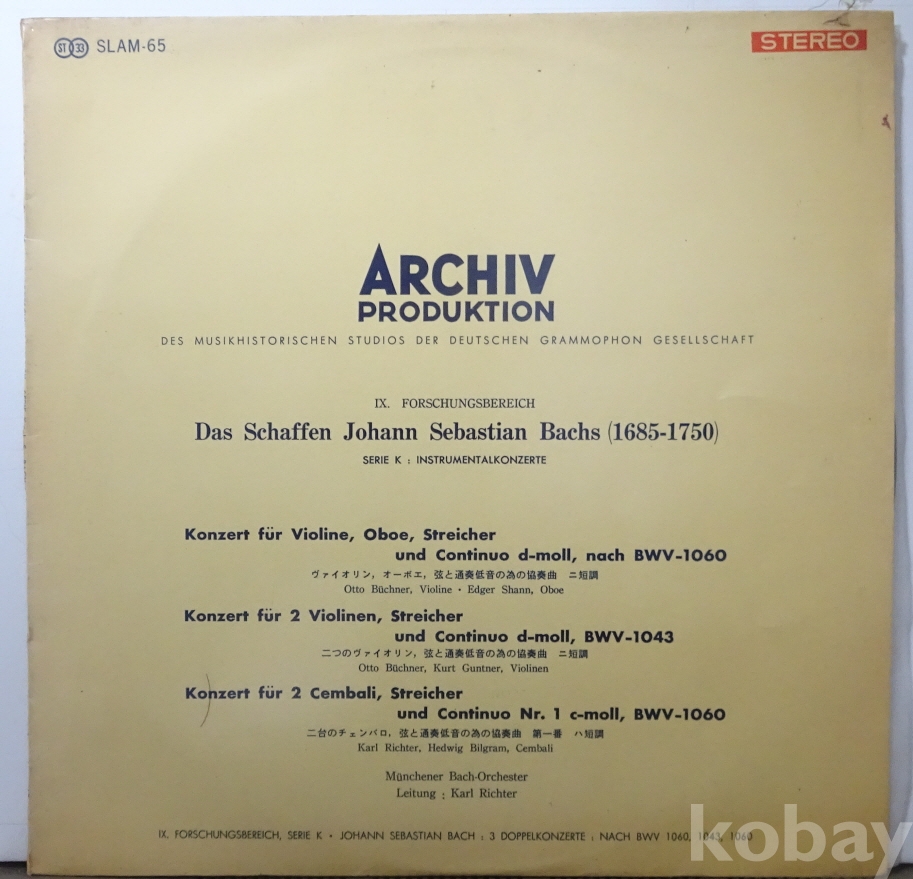 ST 33 SLAM-65
STEREO
ARCHIV
PRODUKTION
DES MUSIKHISTORISCHEN STUDIOS DER DEUTSCHEN GRAMMOPHON GESELLSCHAFT
IX. FORSCHUNGSBEREICH
Das Schaffen Johann Sebastian Bachs (1685-1750)
SERIE K : INSTRUMENTALKONZERTE
Konzert für Violine, Oboe, Streicher
und Continuo d-moll, nach BWV-1060
ヴァイオリン，オーボエ，弦と通奏低音の為の協奏曲 ニ短調
Otto Büchner, Violine · Edger Shann, Oboe
Konzert für 2 Violinen, Streicher
und Continuo d-moll, BWV-1043
二つのヴァイオリン，弦と通奏低音の為の協奏曲 ニ短調
Otto Büchner, Kurt Guntner, Violinen
Konzert für 2 Cembali, Streicher
und Continuo Nr. 1 c-moll, BWV-1060
二台のチェンバロ，弦と通奏低音の為の協奏曲 第一番 ハ短調
Karl Richter, Hedwig Bilgram, Cembali
Münchener Bach-Orchester
Leitung : Karl Richter
IX. FORSCHUNGSBEREICH, SERIE K · JOHANN SEBASTIAN BACH : 3 DOPPELKONZERTE : NACH BWV 1060, 1043, 1060
kobay